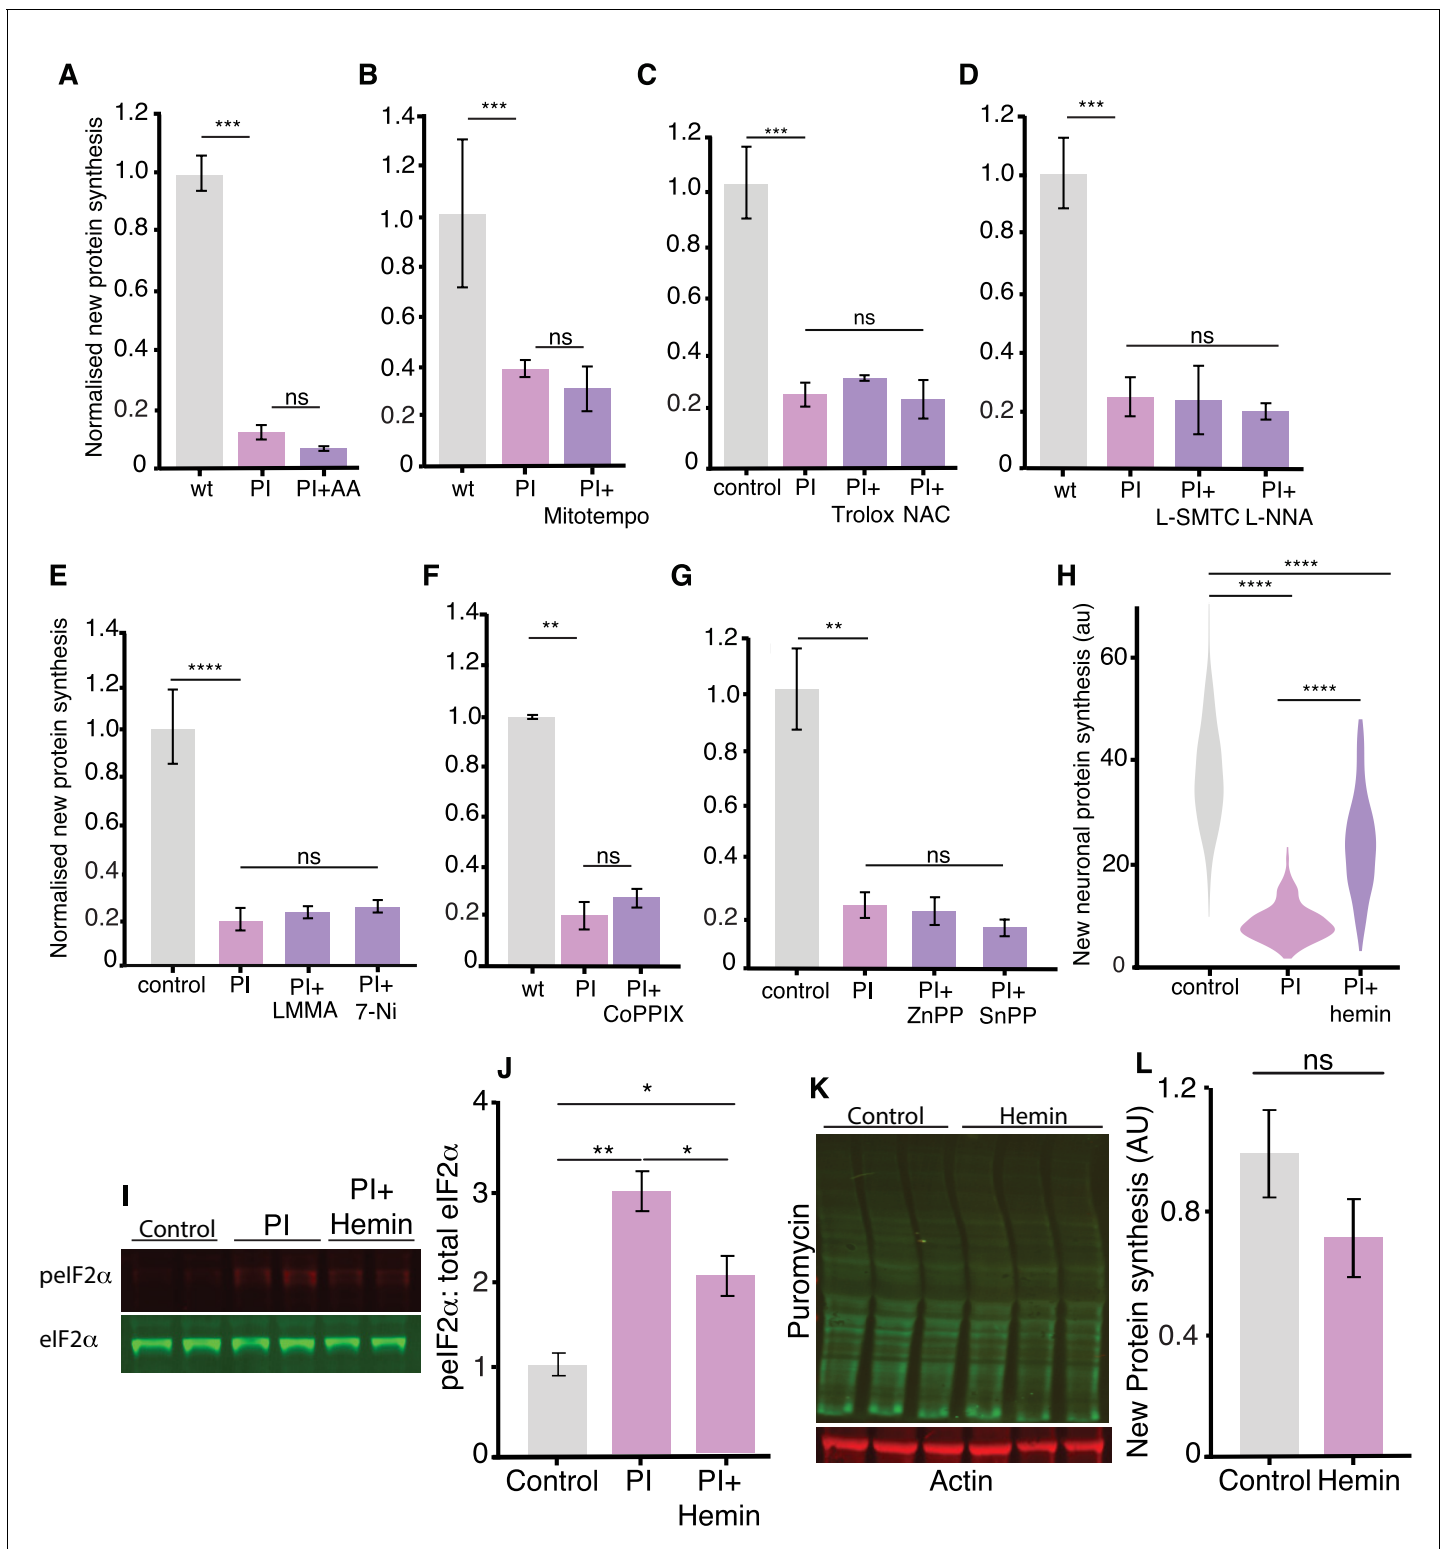 A
Normalised new protein synthesis
1.2
1.0
0.8
0.6
0.4
0.2
0
***
ns
wt PI PI+AA
B
1.4
1.2
1.0
0.8
0.6
0.4
0.2
0
***
ns
wt PI PI+
Mitotempo
C
1.2
1.0
0.8
0.6
0.4
0.2
0
***
ns
control PI PI+ PI+
Trolox NAC
D
1.2
1.0
0.8
0.6
0.4
0.2
0
***
ns
wt PI PI+ PI+
L-SMTC L-NNA
E
Normalised new protein synthesis
1.4
1.2
1.0
0.8
0.6
0.4
0.2
0
****
ns
control PI PI+ PI+
LMMA 7-Ni
F
1.4
1.2
1.0
0.8
0.6
0.4
0.2
0
**
ns
wt PI PI+
CoPPIX
G
1.2
1.0
0.8
0.6
0.4
0.2
0
**
ns
control PI PI+ PI+
ZnPP SnPP
H
New neuronal protein synthesis (au)
60
40
20
0
****
****
****
control PI PI+
hemin
I
Control PI PI+
Hemin
peIF2α
eIF2α
J
peIF2α: total eIF2α
4
3
2
1
0
*
** *
Control PI PI+
Hemin
K
Control Hemin
Puromycin
Actin
L
New Protein synthesis (AU)
1.2
0.8
0.4
0
ns
Control Hemin